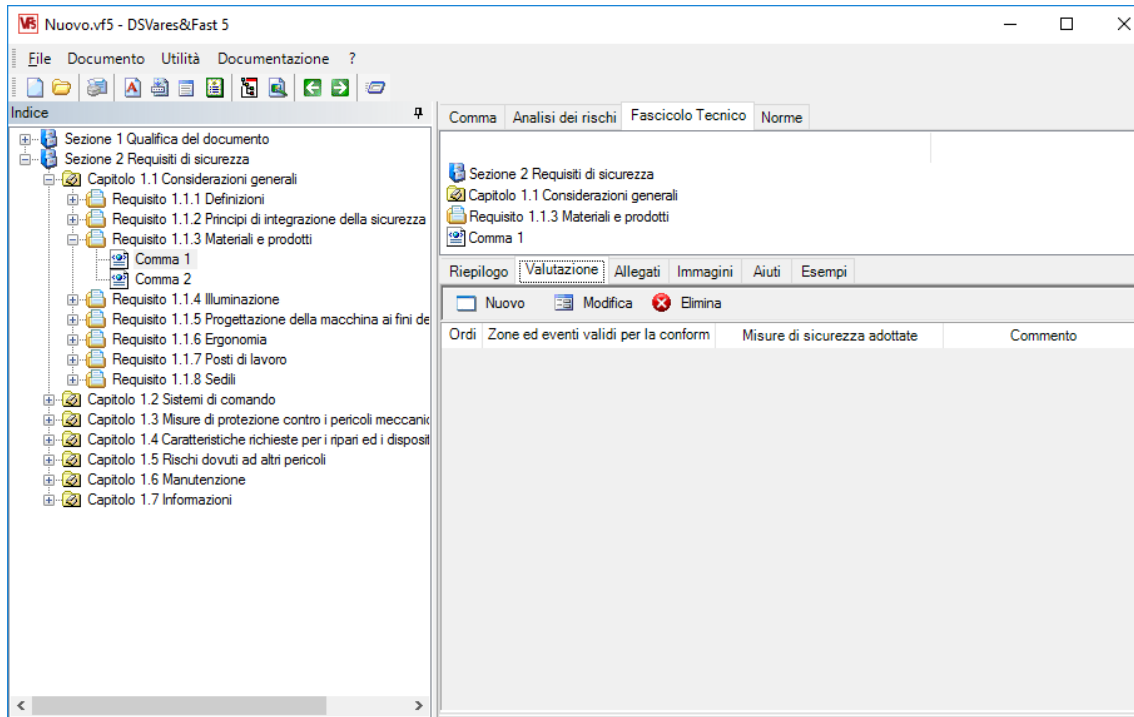 Nuovo.vf5 - DSVares&Fast 5
File Documento Utilità Documentazione ?
Indice
Sezione 1 Qualifica del documento
Sezione 2 Requisiti di sicurezza
Capitolo 1.1 Considerazioni generali
Requisito 1.1.1 Definizioni
Requisito 1.1.2 Principi di integrazione della sicurezza
Requisito 1.1.3 Materiali e prodotti
Comma 1
Comma 2
Requisito 1.1.4 Illuminazione
Requisito 1.1.5 Progettazione della macchina ai fini de
Requisito 1.1.6 Ergonomia
Requisito 1.1.7 Posti di lavoro
Requisito 1.1.8 Sedili
Capitolo 1.2 Sistemi di comando
Capitolo 1.3 Misure di protezione contro i pericoli meccanic
Capitolo 1.4 Caratteristiche richieste per i ripari ed i disposit
Capitolo 1.5 Rischi dovuti ad altri pericoli
Capitolo 1.6 Manutenzione
Capitolo 1.7 Informazioni
Comma Analisi dei rischi Fascicolo Tecnico Norme
Sezione 2 Requisiti di sicurezza
Capitolo 1.1 Considerazioni generali
Requisito 1.1.3 Materiali e prodotti
Comma 1
Riepilogo Valutazione Allegati Immagini Aiuti Esempi
Nuovo Modifica Elimina
Ordi Zone ed eventi validi per la conform Misure di sicurezza adottate Commento